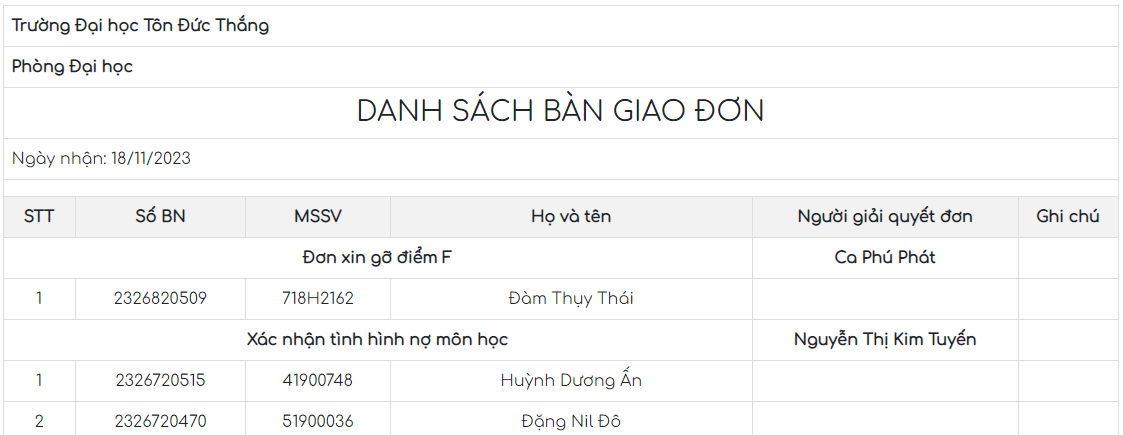 Trường Đại học Tôn Đức Thắng
Phòng Đại học
DANH SÁCH BÀN GIAO ĐƠN
Ngày nhận: 18/11/2023
STT Số BN MSSV Họ và tên Người giải quyết đơn Ghi chú
Đơn xin gỡ điểm F Ca Phú Phát
1 2326820509 718H2162 Đàm Thụy Thái
Xác nhận tình hình nợ môn học Nguyễn Thị Kim Tuyến
1 2326720515 41900748 Huỳnh Dương Ấn
2 2326720470 51900036 Đặng Nil Đô